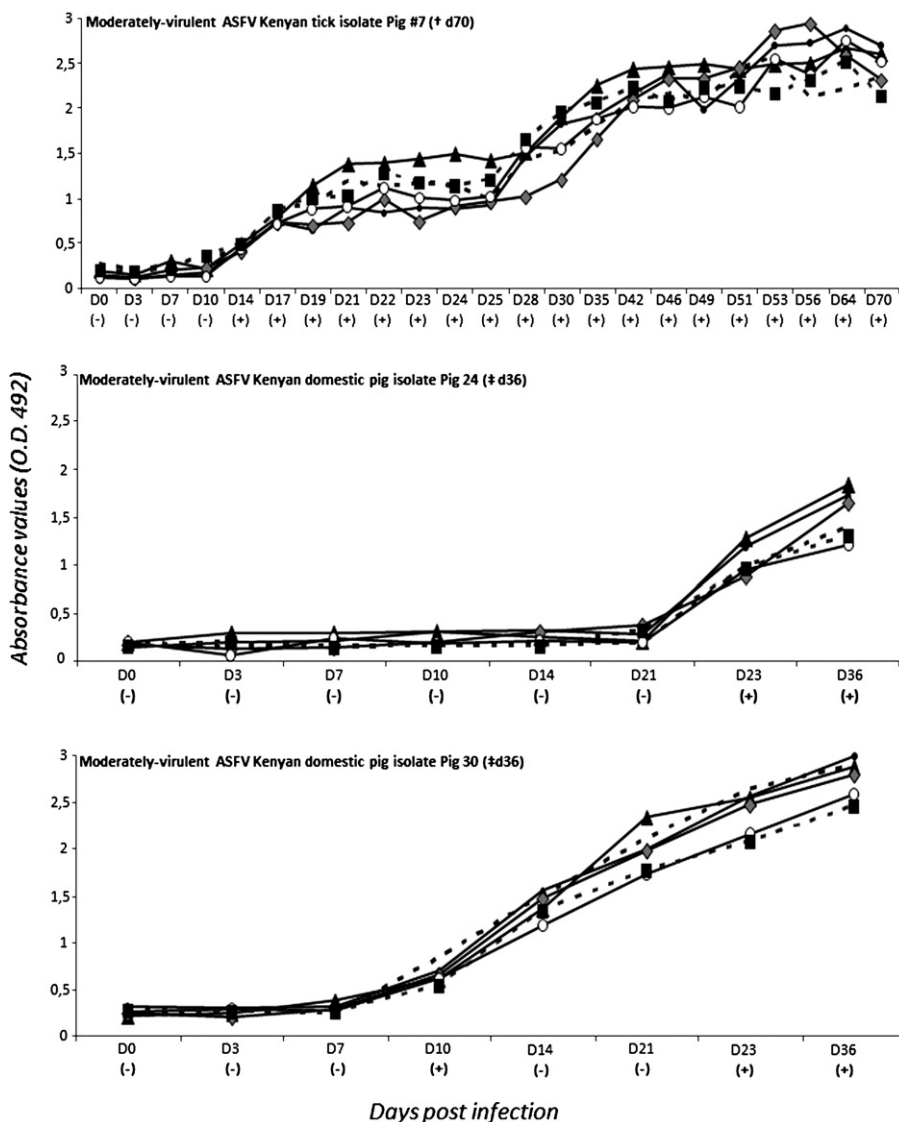 Moderately-virulent ASFV Kenyan tick isolate Pig #7 († d70)
3
2,5
2
1,5
1
0,5
0
D0 D3 D7 D10 D14 D17 D19 D21 D22 D23 D24 D25 D28 D30 D35 D42 D46 D49 D51 D53 D56 D64 D70
(-) (-) (-) (-) (+) (+) (+) (+) (+) (+) (+) (+) (+) (+) (+) (+) (+) (+) (+) (+) (+) (+) (+)
Absorbance values (O.D. 492)
Moderately-virulent ASFV Kenyan domestic pig isolate Pig 24 (‡ d36)
3
2,5
2
1,5
1
0,5
0
D0 D3 D7 D10 D14 D21 D23 D36
(-) (-) (-) (-) (-) (-) (+) (+)
Moderately-virulent ASFV Kenyan domestic pig isolate Pig 30 (‡d36)
3
2,5
2
1,5
1
0,5
0
D0 D3 D7 D10 D14 D21 D23 D36
(-) (-) (-) (+) (-) (-) (+) (+)
Days post infection